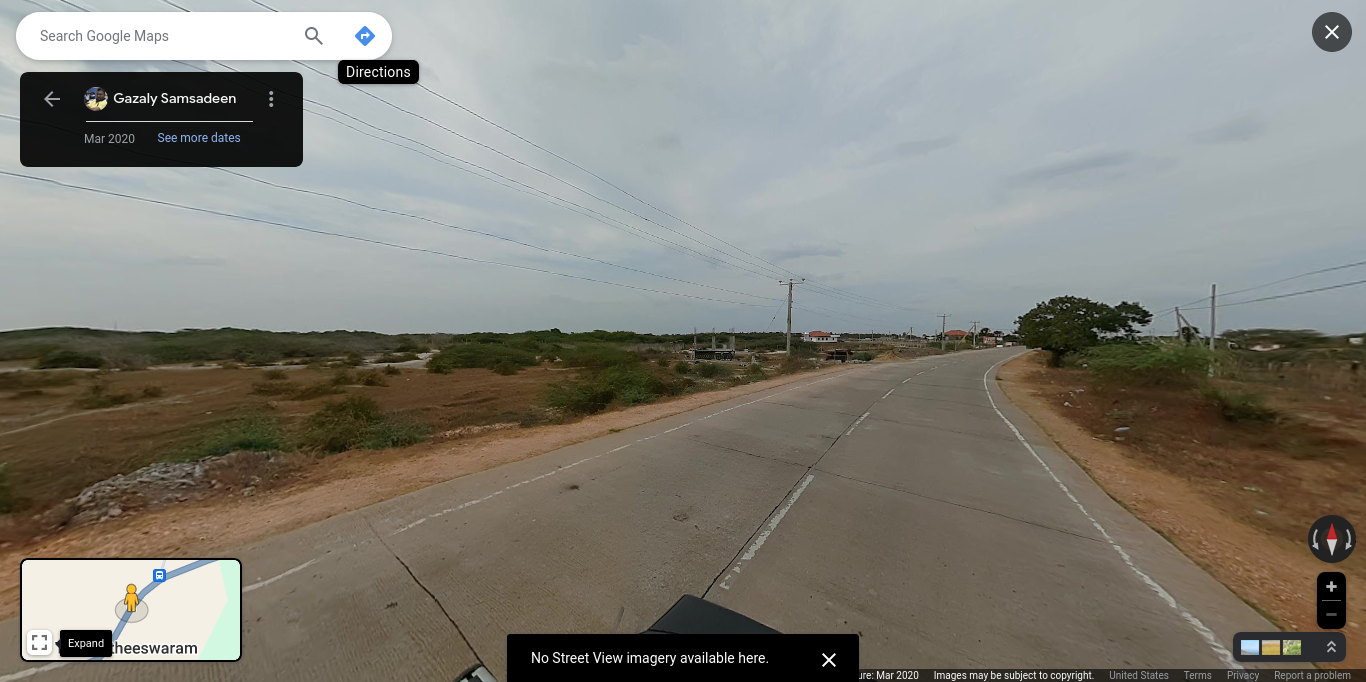 Search Google Maps
Directions
Gazaly Samsadeen
Mar 2020
See more dates
Expand
theeswaram
No Street View imagery available here.
ure: Mar 2020
Images may be subject to copyright.
United States
Terms
Privacy
Report a problem